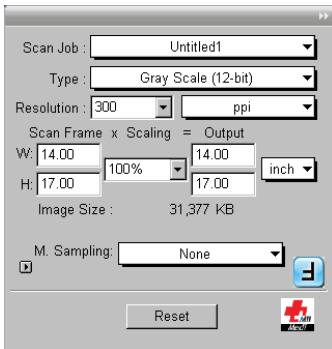 Scan Job : Untitled1
Type : Gray Scale (12-bit)
Resolution : 300 ppi
Scan Frame x Scaling = Output
W: 14.00 100% 14.00 inch
H: 17.00 17.00
Image Size : 31,377 KB
M. Sampling: None
Reset